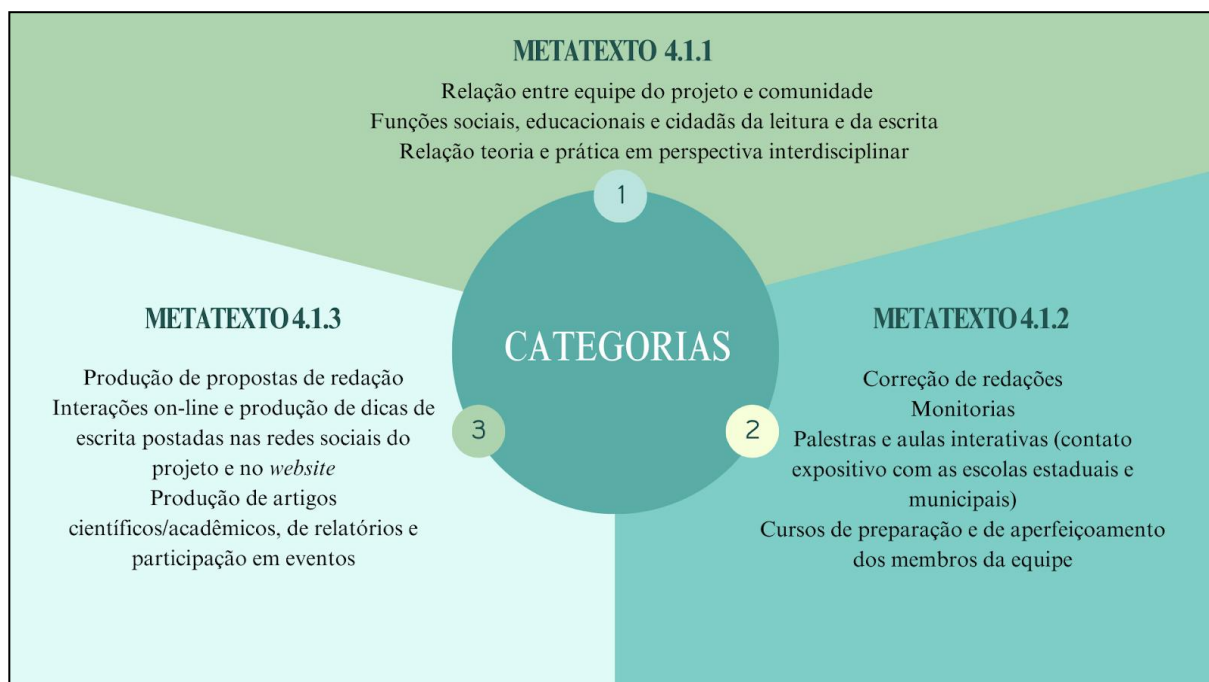 METATEXTO 4.1.1
Relação entre equipe do projeto e comunidade
Funções sociais, educacionais e cidadãs da leitura e da escrita
Relação teoria e prática em perspectiva interdisciplinar
1
CATEGORIAS
METATEXTO 4.1.3
Produção de propostas de redação
Interações on-line e produção de dicas de
escrita postadas nas redes sociais do
projeto e no website
Produção de artigos
científicos/acadêmicos, de relatórios e
participação em eventos
3
METATEXTO 4.1.2
Correção de redações
Monitorias
Palestras e aulas interativas (contato
expositivo com as escolas estaduais e
municipais)
Cursos de preparação e de aperfeiçoamento
dos membros da equipe
2